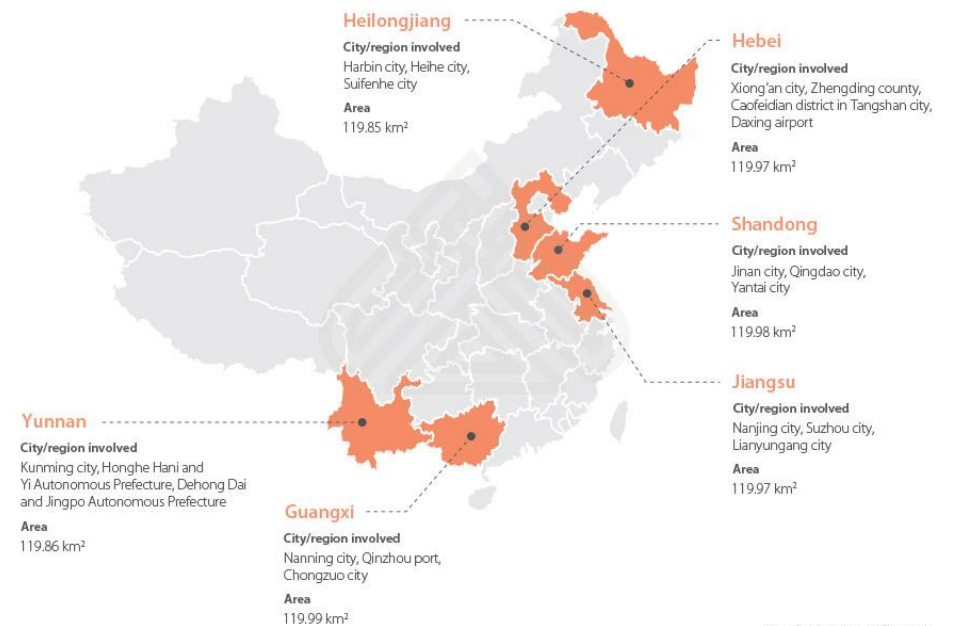 Heilongjiang
City/region involved
Harbin city, Heihe city,
Suifenhe city
Area
119.85 km²
Hebei
City/region involved
Xiong'an city, Zhengding county,
Caofeidian district in Tangshan city,
Daxing airport
Area
119.97 km²
Shandong
City/region involved
Jinan city, Qingdao city,
Yantai city
Area
119.98 km²
Jiangsu
City/region involved
Nanjing city, Suzhou city,
Lianyungang city
Area
119.97 km²
Yunnan
City/region involved
Kunming city, Honghe Hani and
Yi Autonomous Prefecture, Dehong Dai
and Jingpo Autonomous Prefecture
Area
119.86 km²
Guangxi
City/region involved
Nanning city, Qinzhou port,
Chongzuo city
Area
119.99 km²